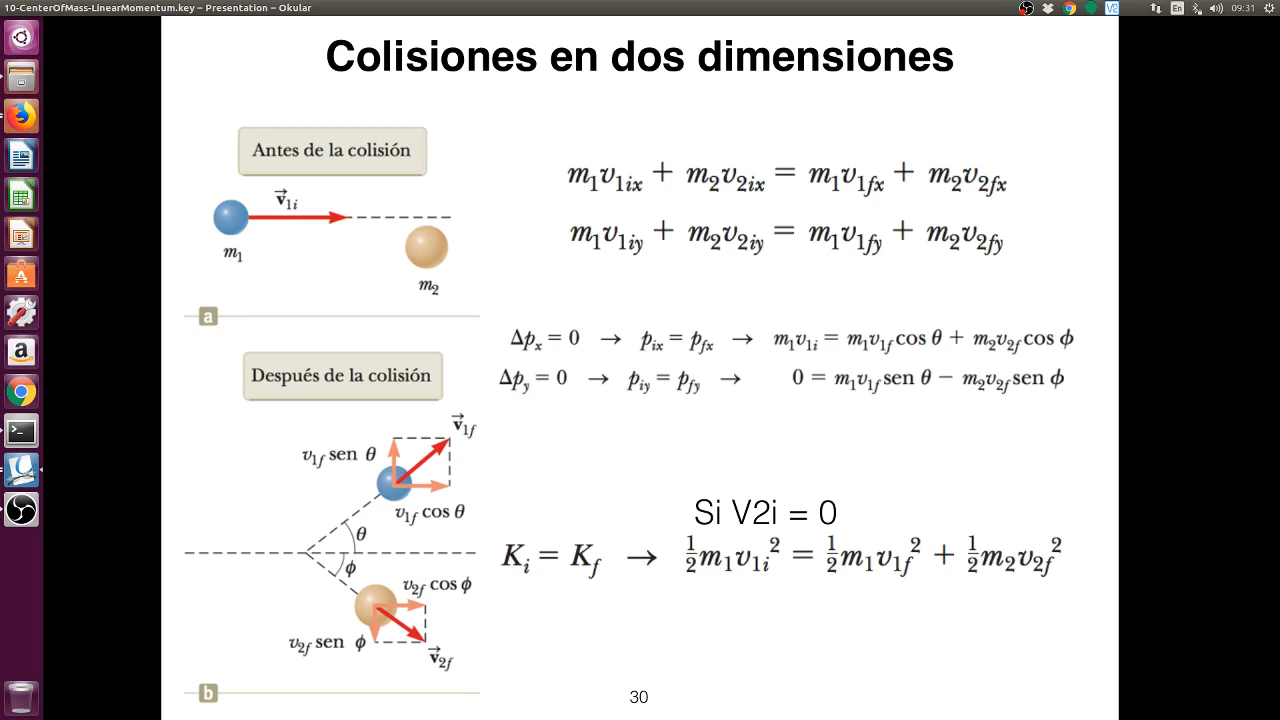 10-CenterOfMass-LinearMomentum.key – Presentation – Okular
En
09:31
Colisiones en dos dimensiones
Antes de la colisión
v⃗₁ᵢ
m₁
m₂
a
m₁v₁ᵢₓ + m₂v₂ᵢₓ = m₁v₁fₓ + m₂v₂fₓ
m₁v₁iy + m₂v₂iy = m₁v₁fy + m₂v₂fy
Δpₓ = 0 → pᵢₓ = pfₓ → m₁v₁ᵢ = m₁v₁f cos θ + m₂v₂f cos ϕ
Δpy = 0 → piy = pfy → 0 = m₁v₁f sen θ − m₂v₂f sen ϕ
Después de la colisión
v⃗₁f
v₁f sen θ
v₁f cos θ
θ
ϕ
v₂f cos ϕ
v₂f sen ϕ
v⃗₂f
b
Si V2i = 0
Kᵢ = Kf → ½m₁v₁ᵢ² = ½m₁v₁f² + ½m₂v₂f²
30